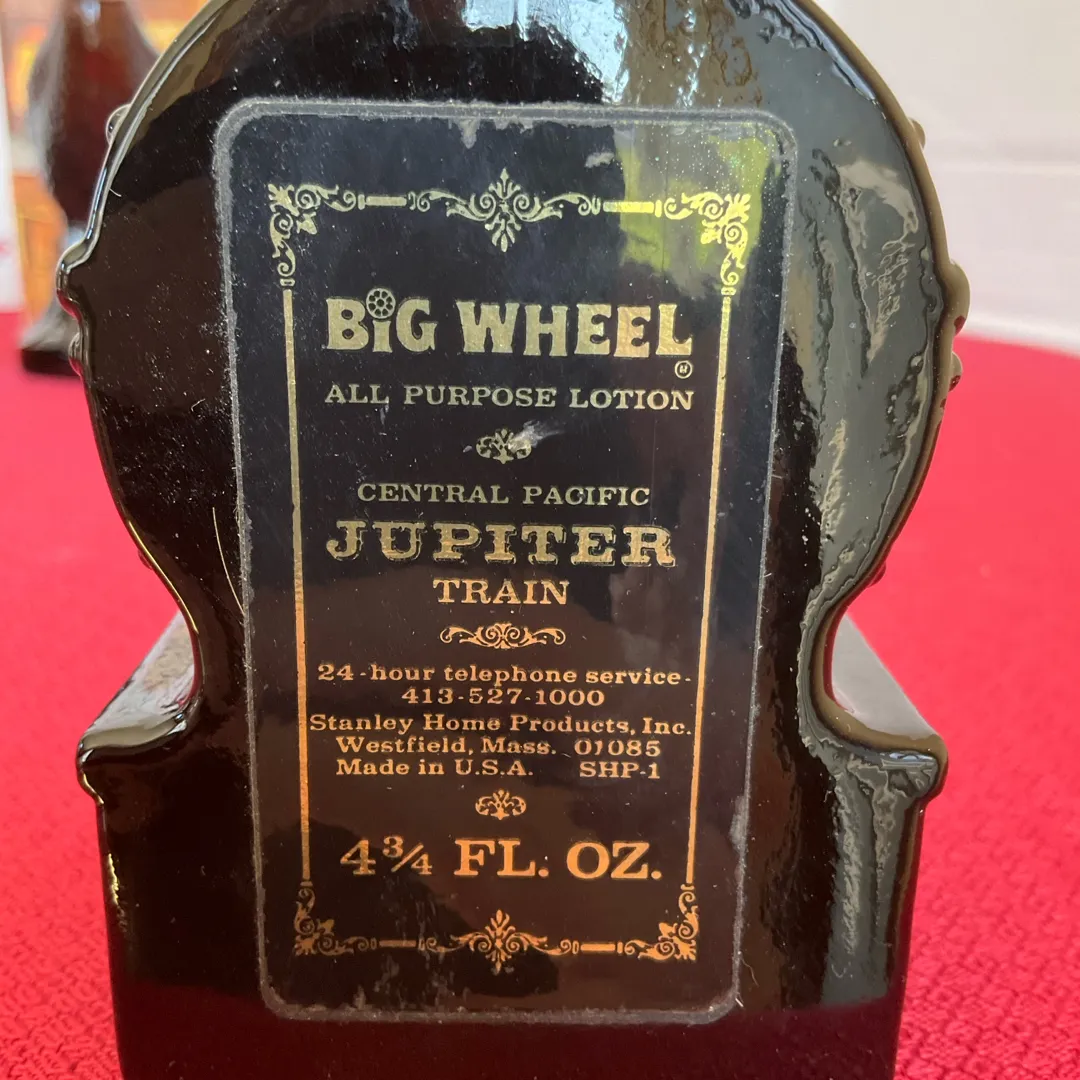 BiG WHEEL
ALL PURPOSE LOTION
CENTRAL PACIFIC
JUPITER
TRAIN
24-hour telephone service-
413-527-1000
Stanley Home Products, Inc.
Westfield, Mass. 01085
Made in U.S.A. SHP-1
4¾ FL. OZ.